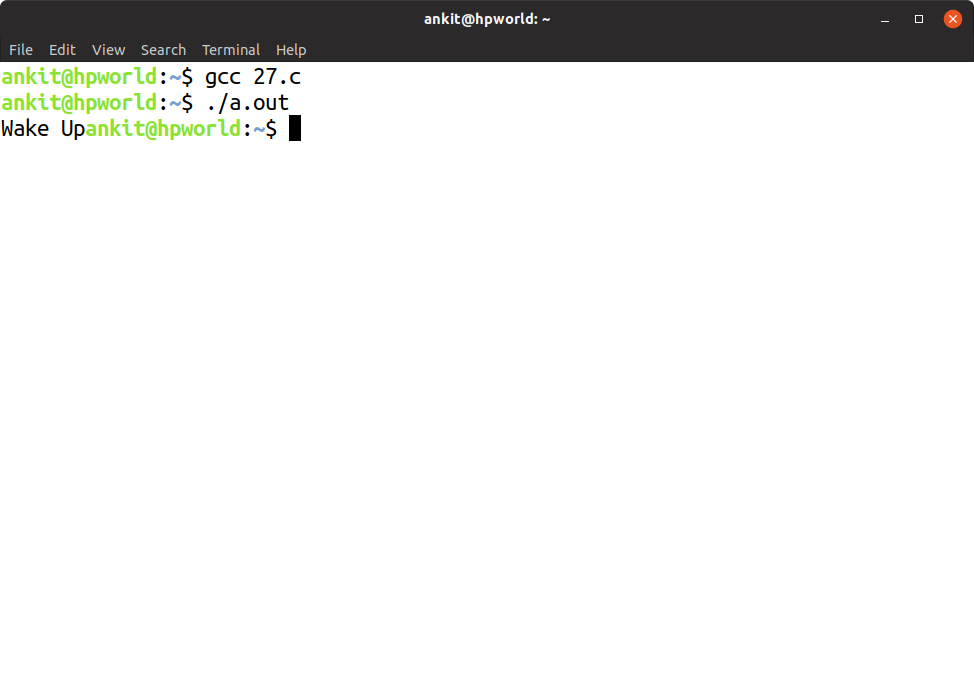 ankit@hpworld: ~
File Edit View Search Terminal Help
ankit@hpworld:~$ gcc 27.c
ankit@hpworld:~$ ./a.out
Wake Upankit@hpworld:~$